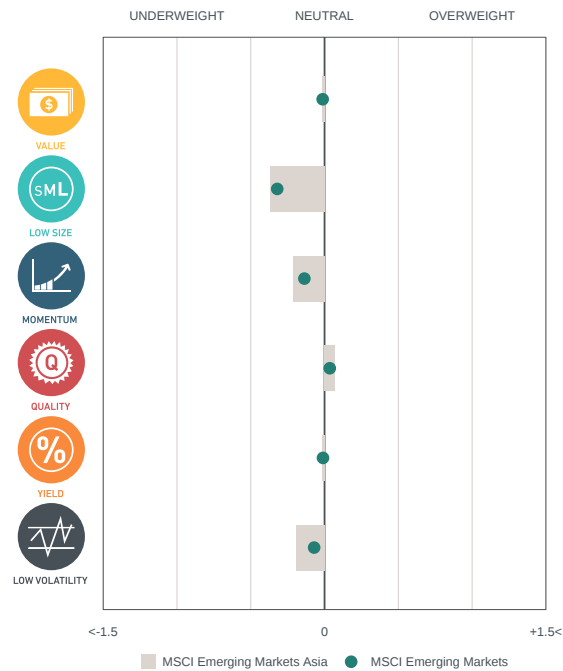 UNDERWEIGHT NEUTRAL OVERWEIGHT
$
VALUE
SML
LOW SIZE
MOMENTUM
Q
QUALITY
%
YIELD
LOW VOLATILITY
<-1.5 0 +1.5<
MSCI Emerging Markets Asia MSCI Emerging Markets